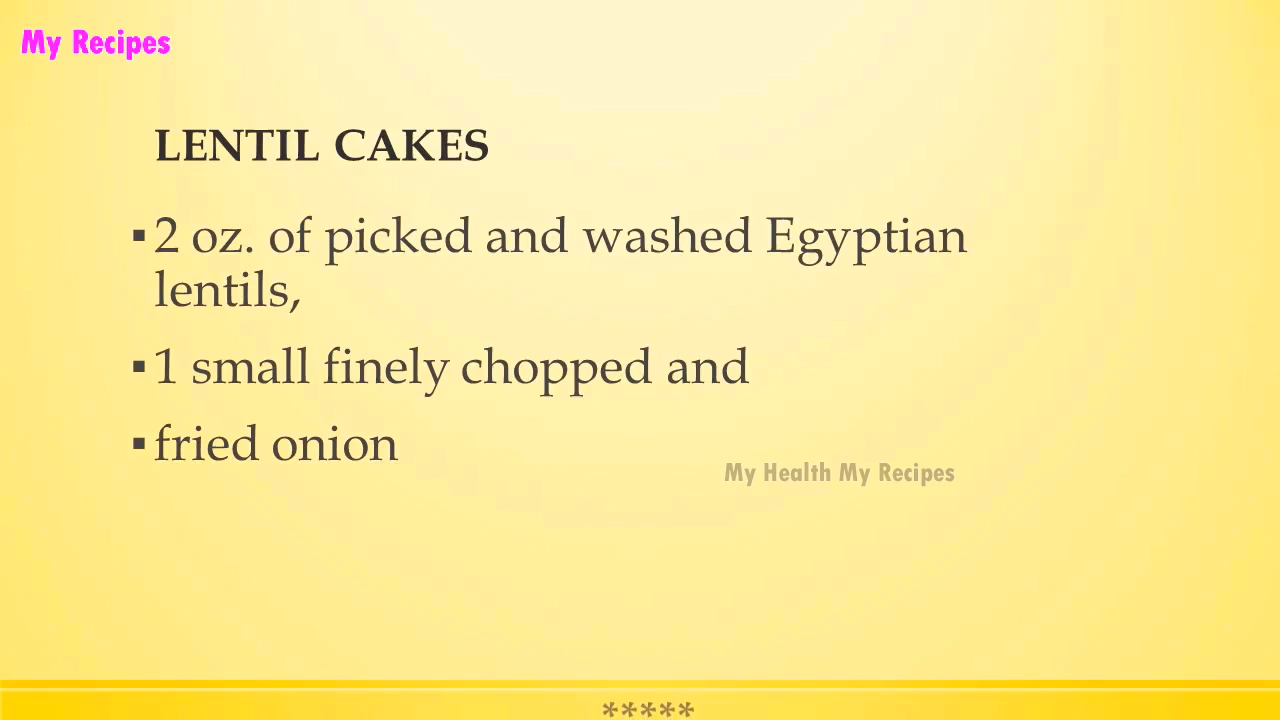 My Recipes
LENTIL CAKES
▪ 2 oz. of picked and washed Egyptian
lentils,
▪ 1 small finely chopped and
▪ fried onion
My Health My Recipes
*****